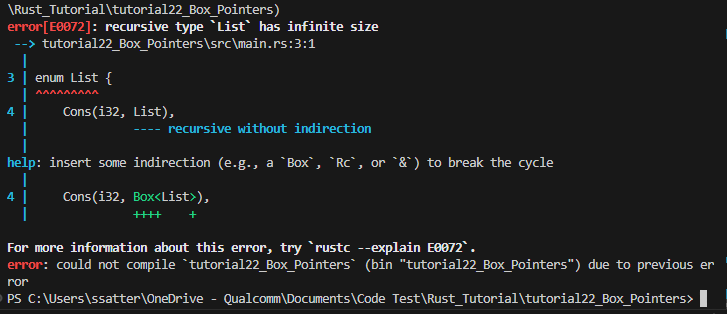 \Rust_Tutorial\tutorial22_Box_Pointers)
error[E0072]: recursive type `List` has infinite size
 --> tutorial22_Box_Pointers\src\main.rs:3:1
  |
3 | enum List {
  | ^^^^^^^^^
4 |     Cons(i32, List),
  |               ---- recursive without indirection
  |
help: insert some indirection (e.g., a `Box`, `Rc`, or `&`) to break the cycle
  |
4 |     Cons(i32, Box<List>),
  |               ++++    +

For more information about this error, try `rustc --explain E0072`.
error: could not compile `tutorial22_Box_Pointers` (bin "tutorial22_Box_Pointers") due to previous er
ror
PS C:\Users\ssatter\OneDrive - Qualcomm\Documents\Code Test\Rust_Tutorial\tutorial22_Box_Pointers>